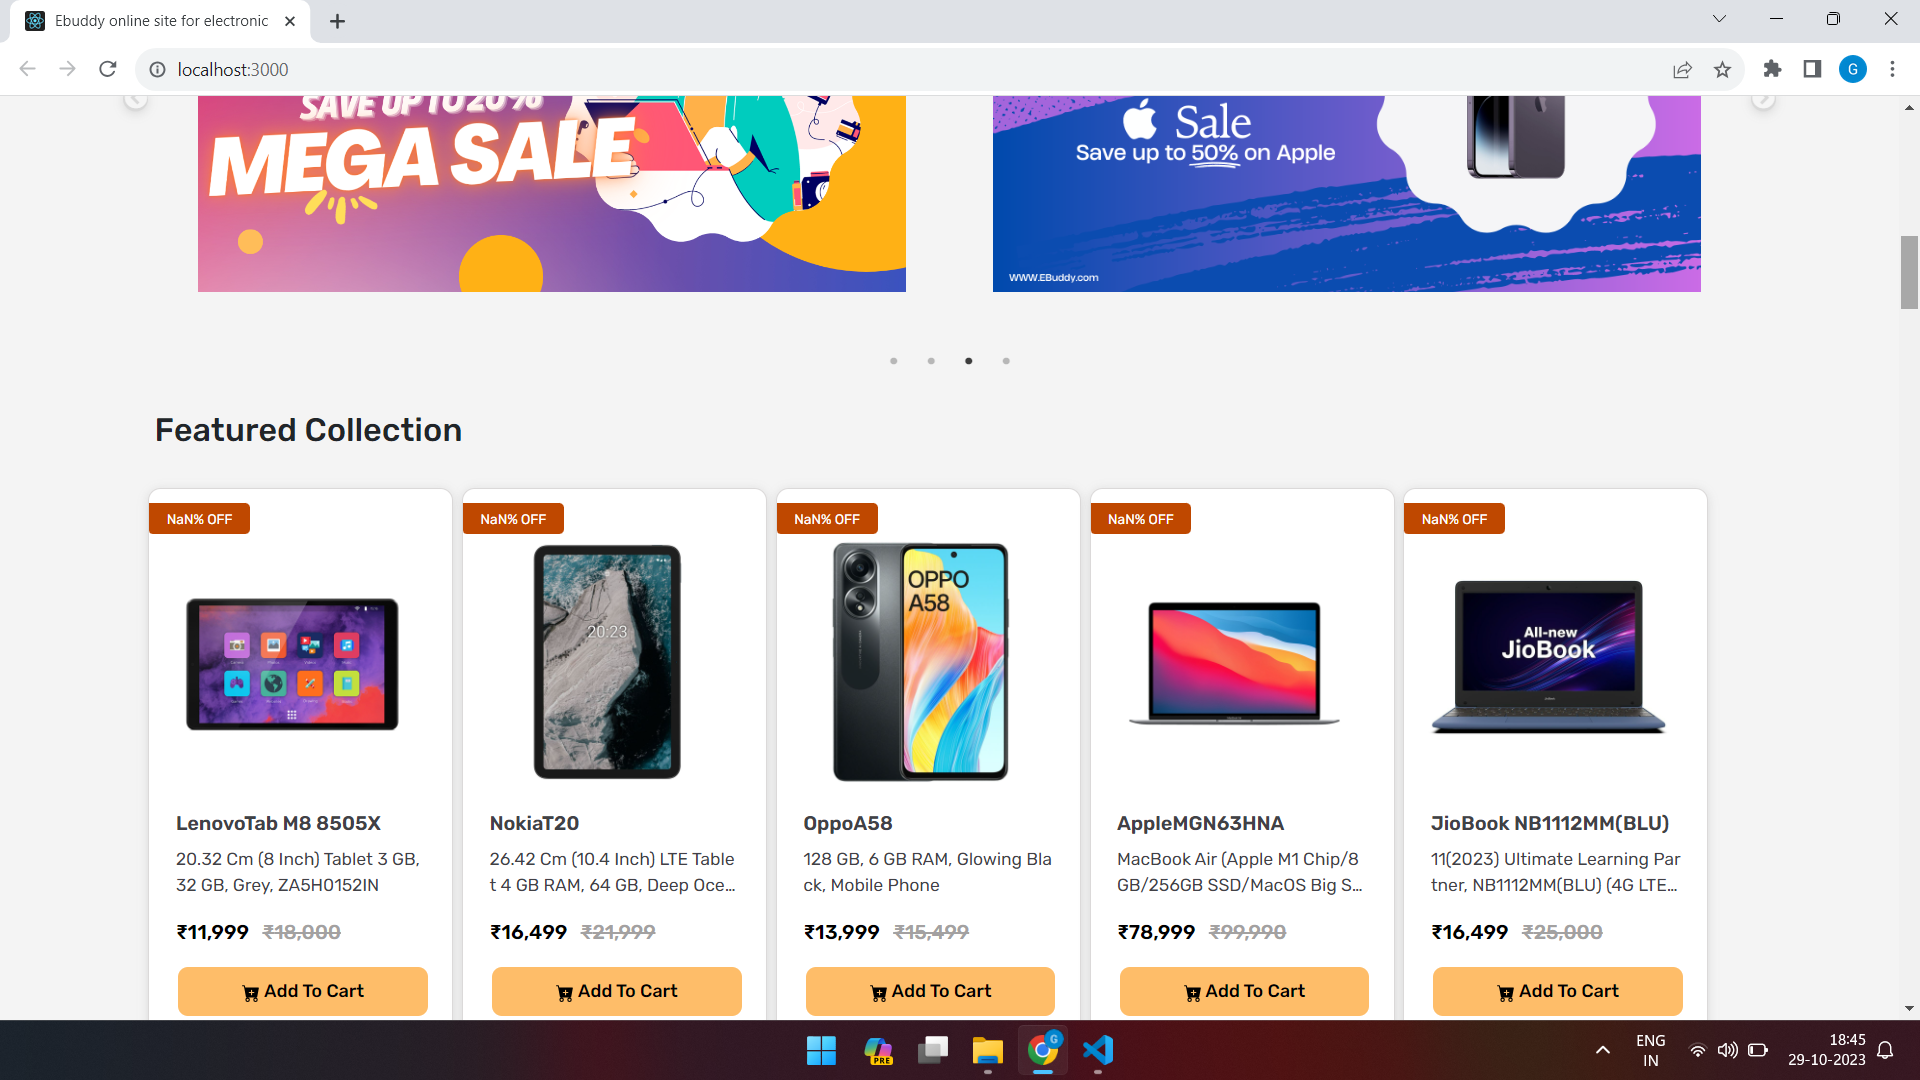 Ebuddy online site for electronic
localhost:3000
G
SAVE UP TO 20%
MEGA SALE
Sale
Save up to 50% on Apple
WWW.EBuddy.com
Featured Collection
NaN% OFF
NaN% OFF
NaN% OFF
NaN% OFF
NaN% OFF
20:23
OPPO
A58
All-new
JioBook
LenovoTab M8 8505X
20.32 Cm (8 Inch) Tablet 3 GB,
32 GB, Grey, ZA5H0152IN
₹11,999 ₹18,000
Add To Cart
NokiaT20
26.42 Cm (10.4 Inch) LTE Table
t 4 GB RAM, 64 GB, Deep Oce...
₹16,499 ₹21,999
Add To Cart
OppoA58
128 GB, 6 GB RAM, Glowing Bla
ck, Mobile Phone
₹13,999 ₹15,499
Add To Cart
AppleMGN63HNA
MacBook Air (Apple M1 Chip/8
GB/256GB SSD/MacOS Big S...
₹78,999 ₹99,990
Add To Cart
JioBook NB1112MM(BLU)
11(2023) Ultimate Learning Par
tner, NB1112MM(BLU) (4G LTE...
₹16,499 ₹25,000
Add To Cart
PRE
G
ENG
IN
18:45
29-10-2023